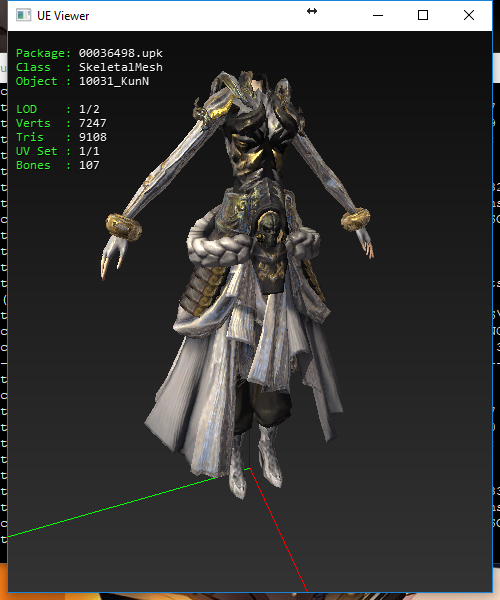 UE Viewer
Package: 00036498.upk
Class : SkeletalMesh
Object : 10031_KunN
LOD : 1/2
Verts : 7247
Tris : 9108
UV Set : 1/1
Bones : 107